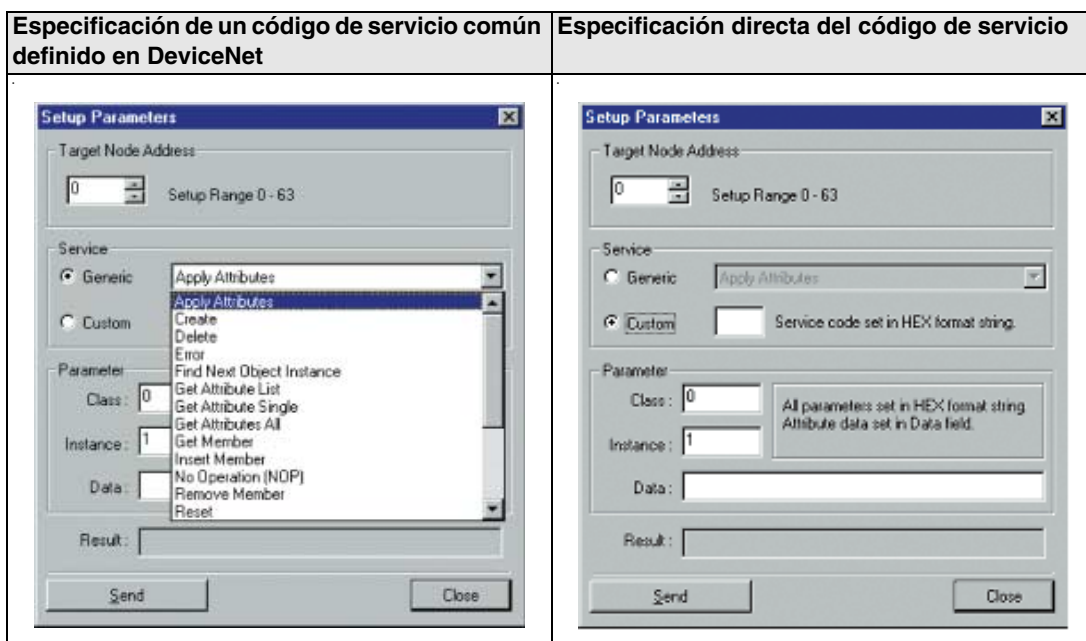 Especificación de un código de servicio común
definido en DeviceNet
Especificación directa del código de servicio
Setup Parameters
Target Node Address
0
Setup Range 0 - 63
Service
Generic
Apply Attributes
Apply Attributes
Create
Delete
Error
Find Next Object Instance
Get Attribute List
Get Attribute Single
Get Attributes All
Get Member
Insert Member
No Operation (NOP)
Remove Member
Reset
Custom
Parameter
Class : 0
Instance : 1
Data :
Result :
Send
Close
Setup Parameters
Target Node Address
0
Setup Range 0 - 63
Service
Generic
Apply Attributes
Custom
Service code set in HEX format string.
Parameter
Class : 0
All parameters set in HEX format string.
Attribute data set in Data field.
Instance : 1
Data :
Result :
Send
Close